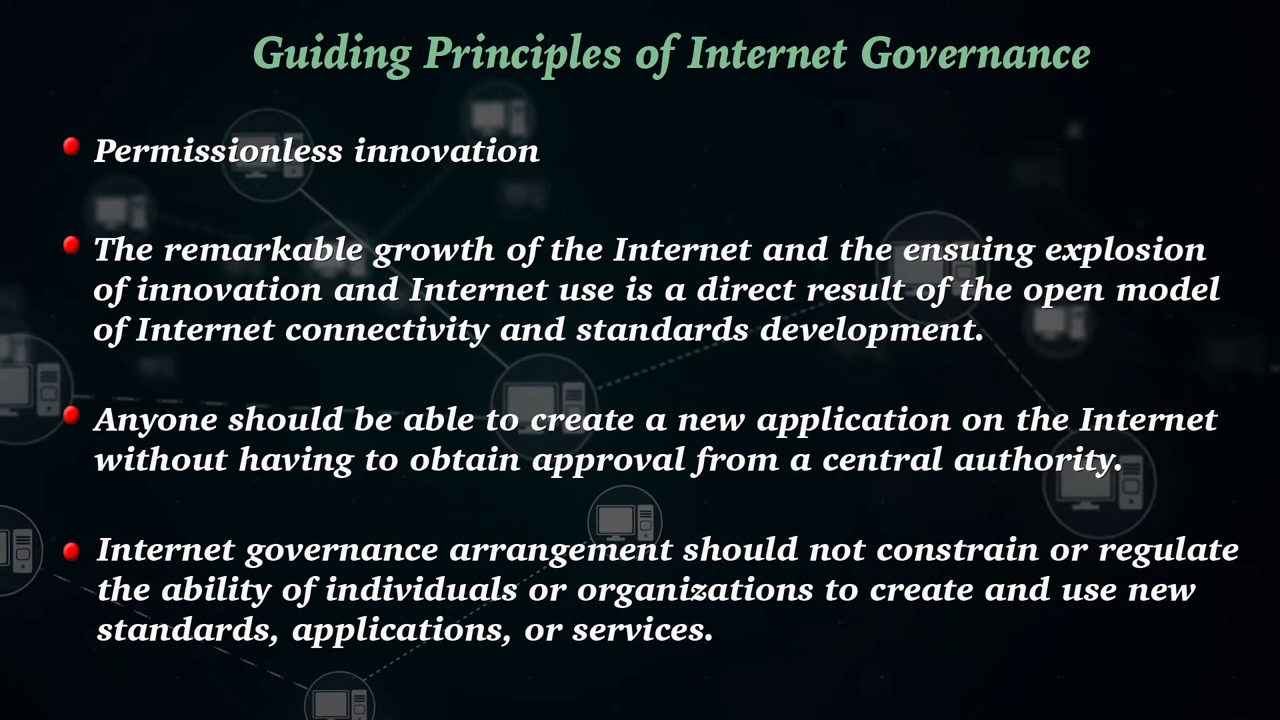 Guiding Principles of Internet Governance
Permissionless innovation
The remarkable growth of the Internet and the ensuing explosion
of innovation and Internet use is a direct result of the open model
of Internet connectivity and standards development.
Anyone should be able to create a new application on the Internet
without having to obtain approval from a central authority.
Internet governance arrangement should not constrain or regulate
the ability of individuals or organizations to create and use new
standards, applications, or services.